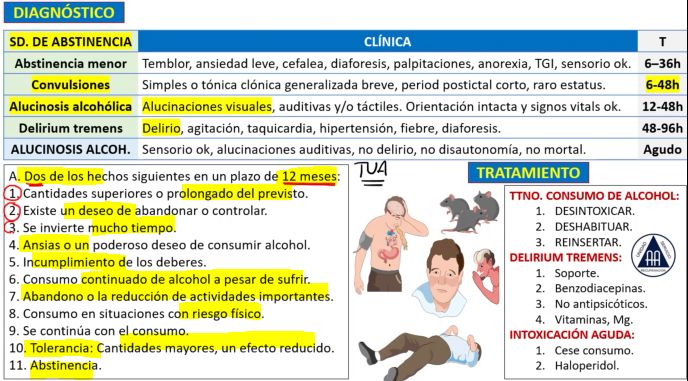 DIAGNÓSTICO
SD. DE ABSTINENCIA CLÍNICA T
Abstinencia menor Temblor, ansiedad leve, cefalea, diaforesis, palpitaciones, anorexia, TGI, sensorio ok. 6–36h
Convulsiones Simples o tónica clónica generalizada breve, period postictal corto, raro estatus. 6-48h
Alucinosis alcohólica Alucinaciones visuales, auditivas y/o táctiles. Orientación intacta y signos vitals ok. 12-48h
Delirium tremens Delirio, agitación, taquicardia, hipertensión, fiebre, diaforesis. 48-96h
ALUCINOSIS ALCOH. Sensorio ok, alucinaciones auditivas, no delirio, no disautonomía, no mortal. Agudo
A. Dos de los hechos siguientes en un plazo de 12 meses:
1. Cantidades superiores o prolongado del previsto.
2. Existe un deseo de abandonar o controlar.
3. Se invierte mucho tiempo.
4. Ansias o un poderoso deseo de consumir alcohol.
5. Incumplimiento de los deberes.
6. Consumo continuado de alcohol a pesar de sufrir.
7. Abandono o la reducción de actividades importantes.
8. Consumo en situaciones con riesgo físico.
9. Se continúa con el consumo.
10. Tolerancia: Cantidades mayores, un efecto reducido.
11. Abstinencia.
TUA
TRATAMIENTO
TTNO. CONSUMO DE ALCOHOL:
1. DESINTOXICAR.
2. DESHABITUAR.
3. REINSERTAR.
DELIRIUM TREMENS:
1. Soporte.
2. Benzodiacepinas.
3. No antipsicóticos.
4. Vitaminas, Mg.
INTOXICACIÓN AGUDA:
1. Cese consumo.
2. Haloperidol.
UNIDAD
SERVICIO
AA
RECUPERACIÓN